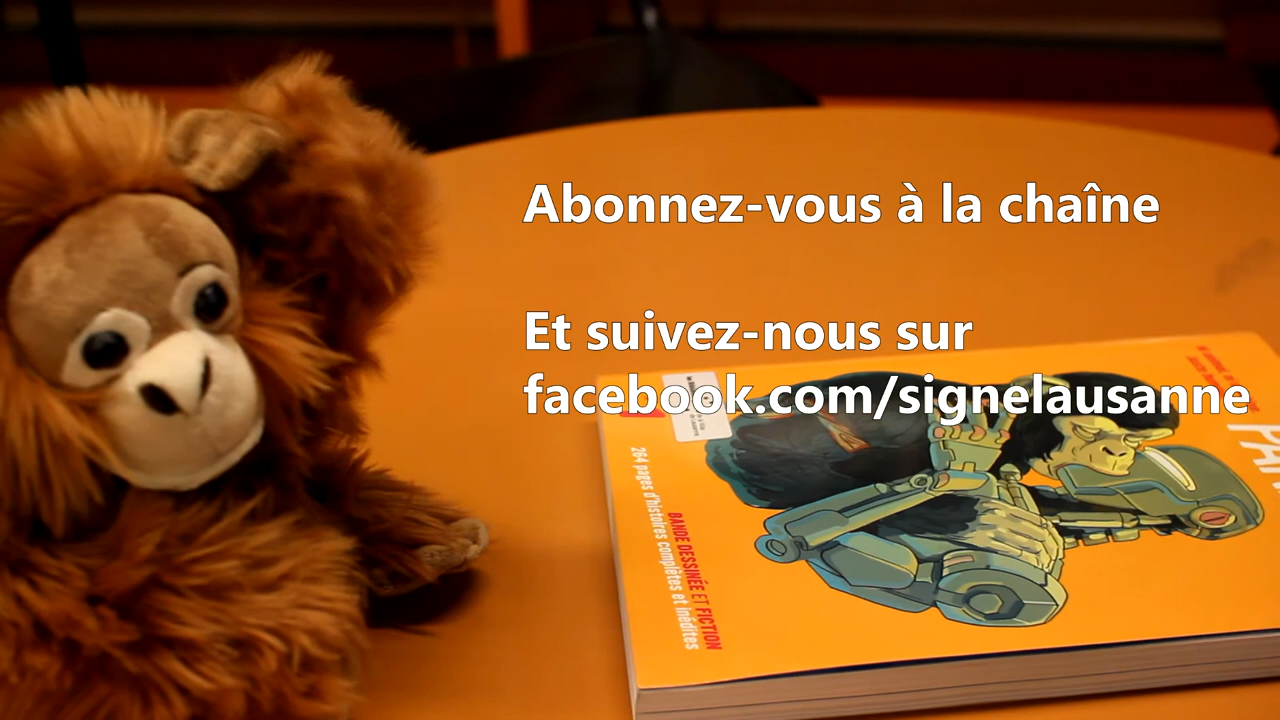 Abonnez-vous à la chaîne
Et suivez-nous sur
facebook.com/signelausanne
BANDE DESSINÉE ET FICTION
264 pages d'histoires complètes et inédites